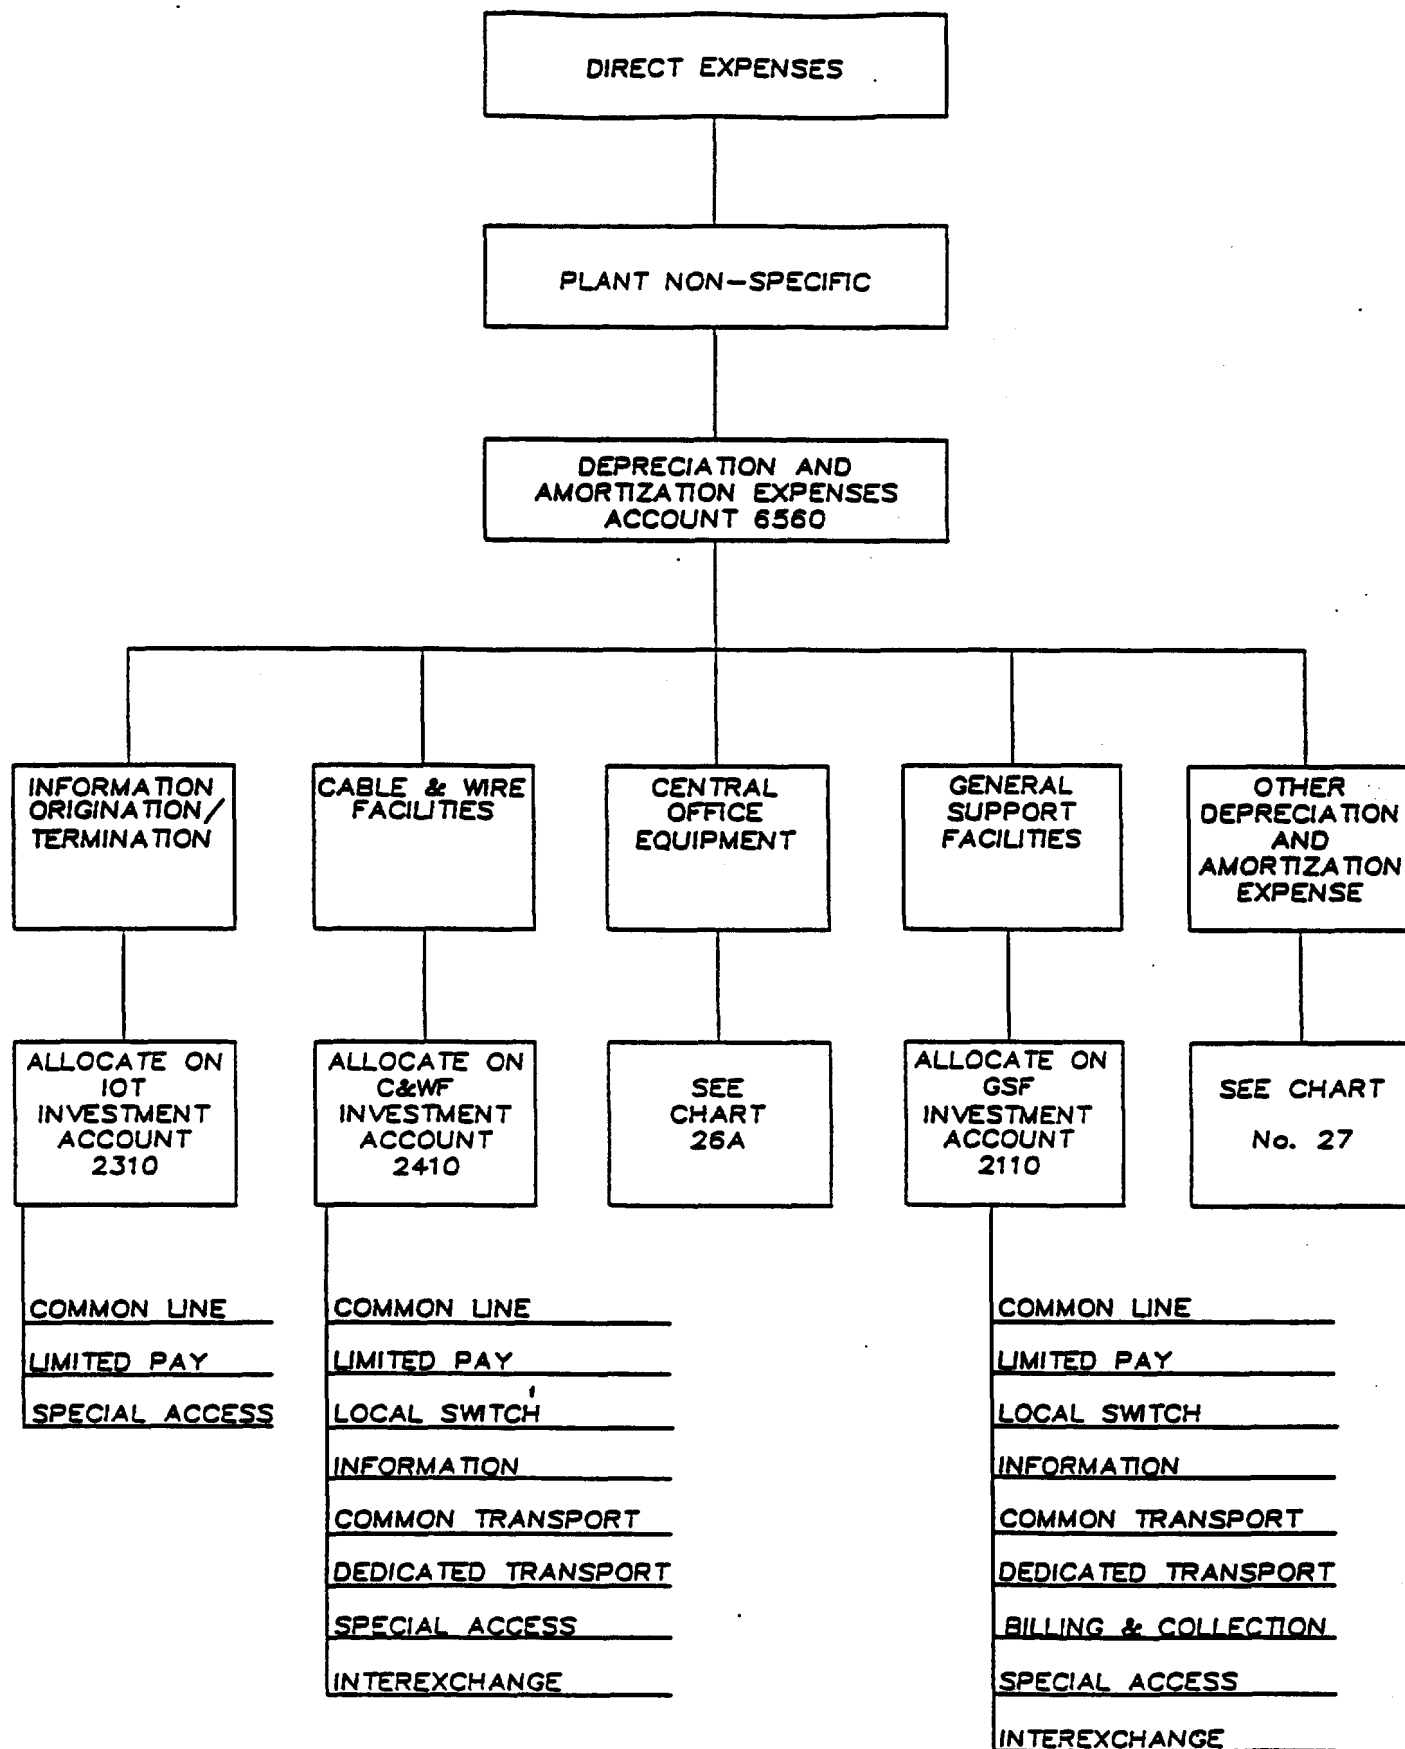 DIRECT EXPENSES
PLANT NON-SPECIFIC
DEPRECIATION AND
AMORTIZATION EXPENSES
ACCOUNT 6560
INFORMATION
ORIGINATION/
TERMINATION
CABLE & WIRE
FACILITIES
CENTRAL
OFFICE
EQUIPMENT
GENERAL
SUPPORT
FACILITIES
OTHER
DEPRECIATION
AND
AMORTIZATION
EXPENSE
ALLOCATE ON
IOT
INVESTMENT
ACCOUNT
2310
ALLOCATE ON
C&WF
INVESTMENT
ACCOUNT
2410
SEE
CHART
26A
ALLOCATE ON
GSF
INVESTMENT
ACCOUNT
2110
SEE CHART
No. 27
COMMON LINE
LIMITED PAY
SPECIAL ACCESS
COMMON LINE
LIMITED PAY
LOCAL SWITCH
INFORMATION
COMMON TRANSPORT
DEDICATED TRANSPORT
SPECIAL ACCESS
INTEREXCHANGE
COMMON LINE
LIMITED PAY
LOCAL SWITCH
INFORMATION
COMMON TRANSPORT
DEDICATED TRANSPORT
BILLING & COLLECTION
SPECIAL ACCESS
INTEREXCHANGE